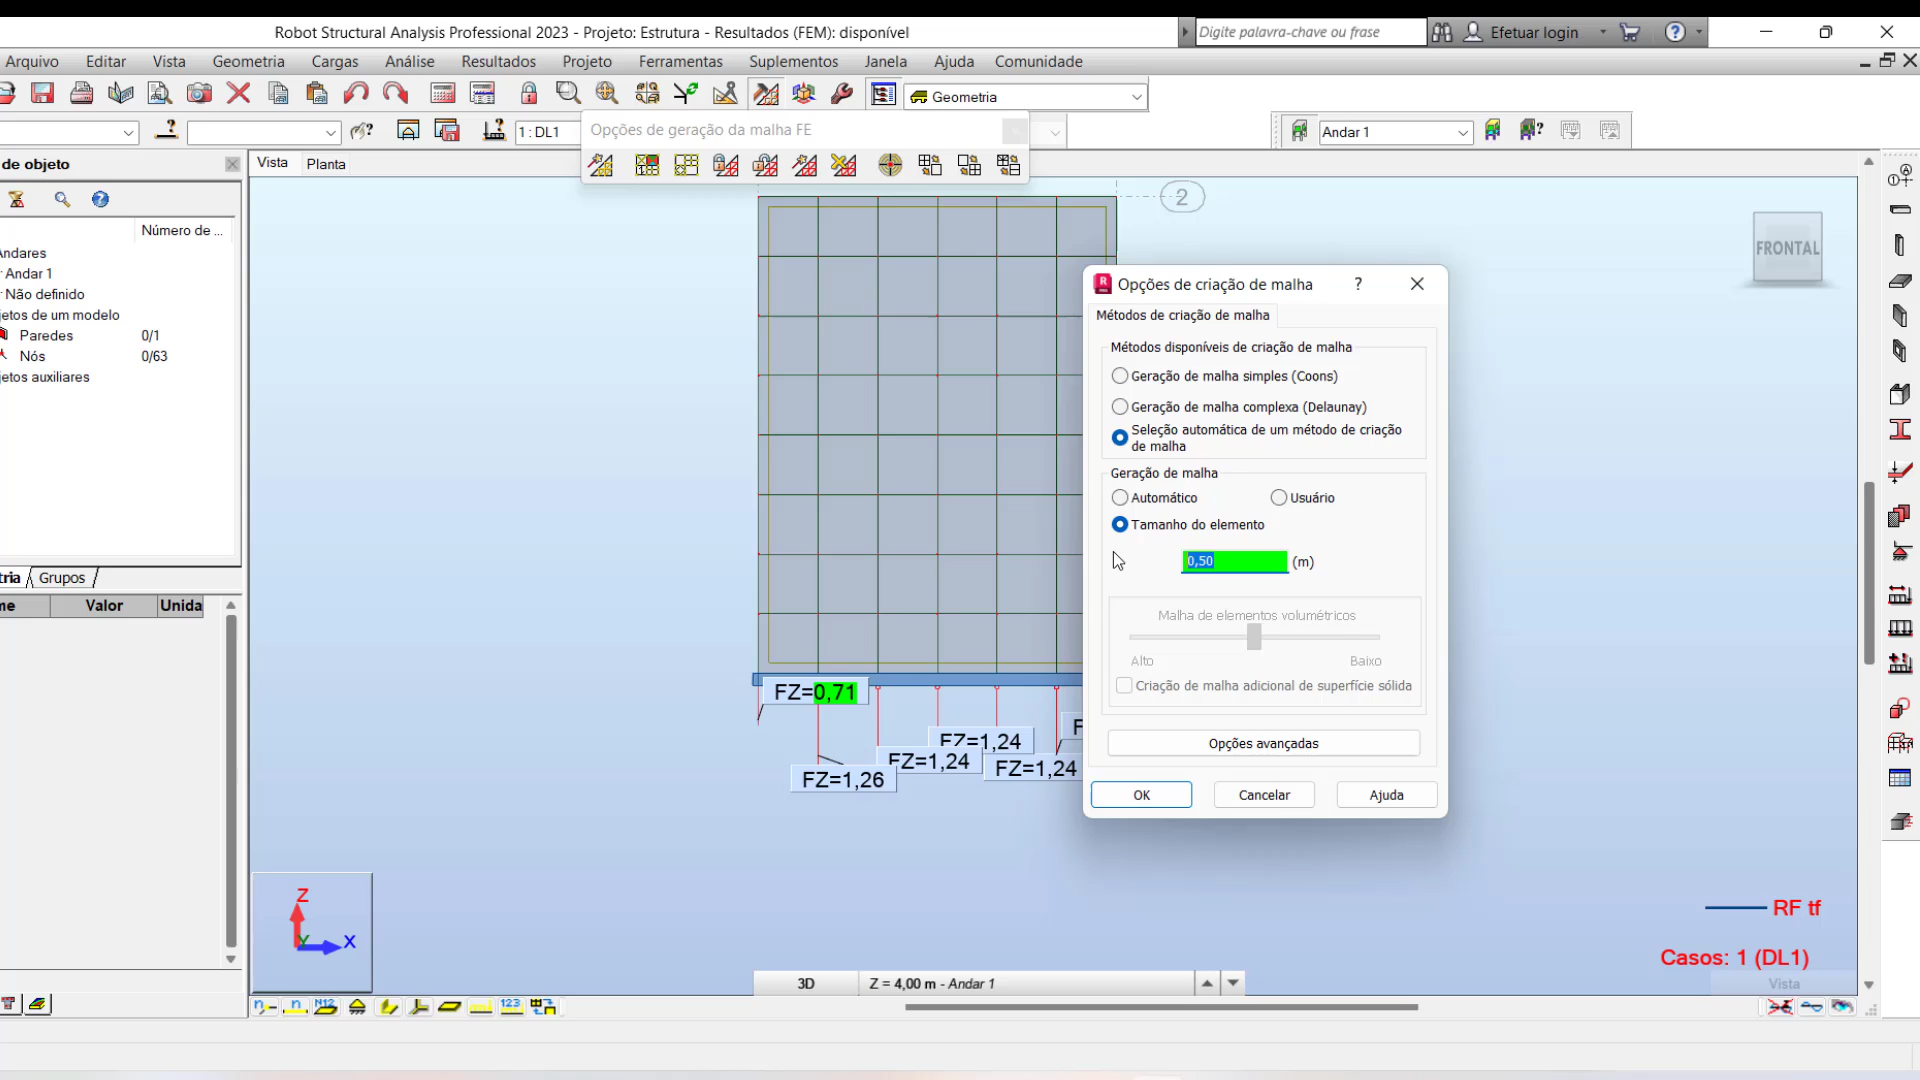 Robot Structural Analysis Professional 2023 - Projeto: Estrutura - Resultados (FEM): disponível
Digite palavra-chave ou frase
Efetuar login
Arquivo Editar Vista Geometria Cargas Análise Resultados Projeto Ferramentas Suplementos Janela Ajuda Comunidade
Geometria
1 : DL1
Opções de geração da malha FE
Andar 1
de objeto
Vista Planta
Número de ...
Andares
Andar 1
Não definido
jetos de um modelo
Paredes 0/1
Nós 0/63
jetos auxiliares
tria Grupos
me Valor Unida
2
FRONTAL
Opções de criação de malha ?
Métodos de criação de malha
Métodos disponíveis de criação de malha
Geração de malha simples (Coons)
Geração de malha complexa (Delaunay)
Seleção automática de um método de criação
de malha
Geração de malha
Automático Usuário
Tamanho do elemento
0,50 (m)
Malha de elementos volumétricos
Alto Baixo
Criação de malha adicional de superfície sólida
Opções avançadas
OK Cancelar Ajuda
FZ=0,71
FZ=1,26
FZ=1,24
FZ=1,24
FZ=1,24
F
Z
Y
X
RF tf
Casos: 1 (DL1)
3D Z = 4,00 m - Andar 1
Vista